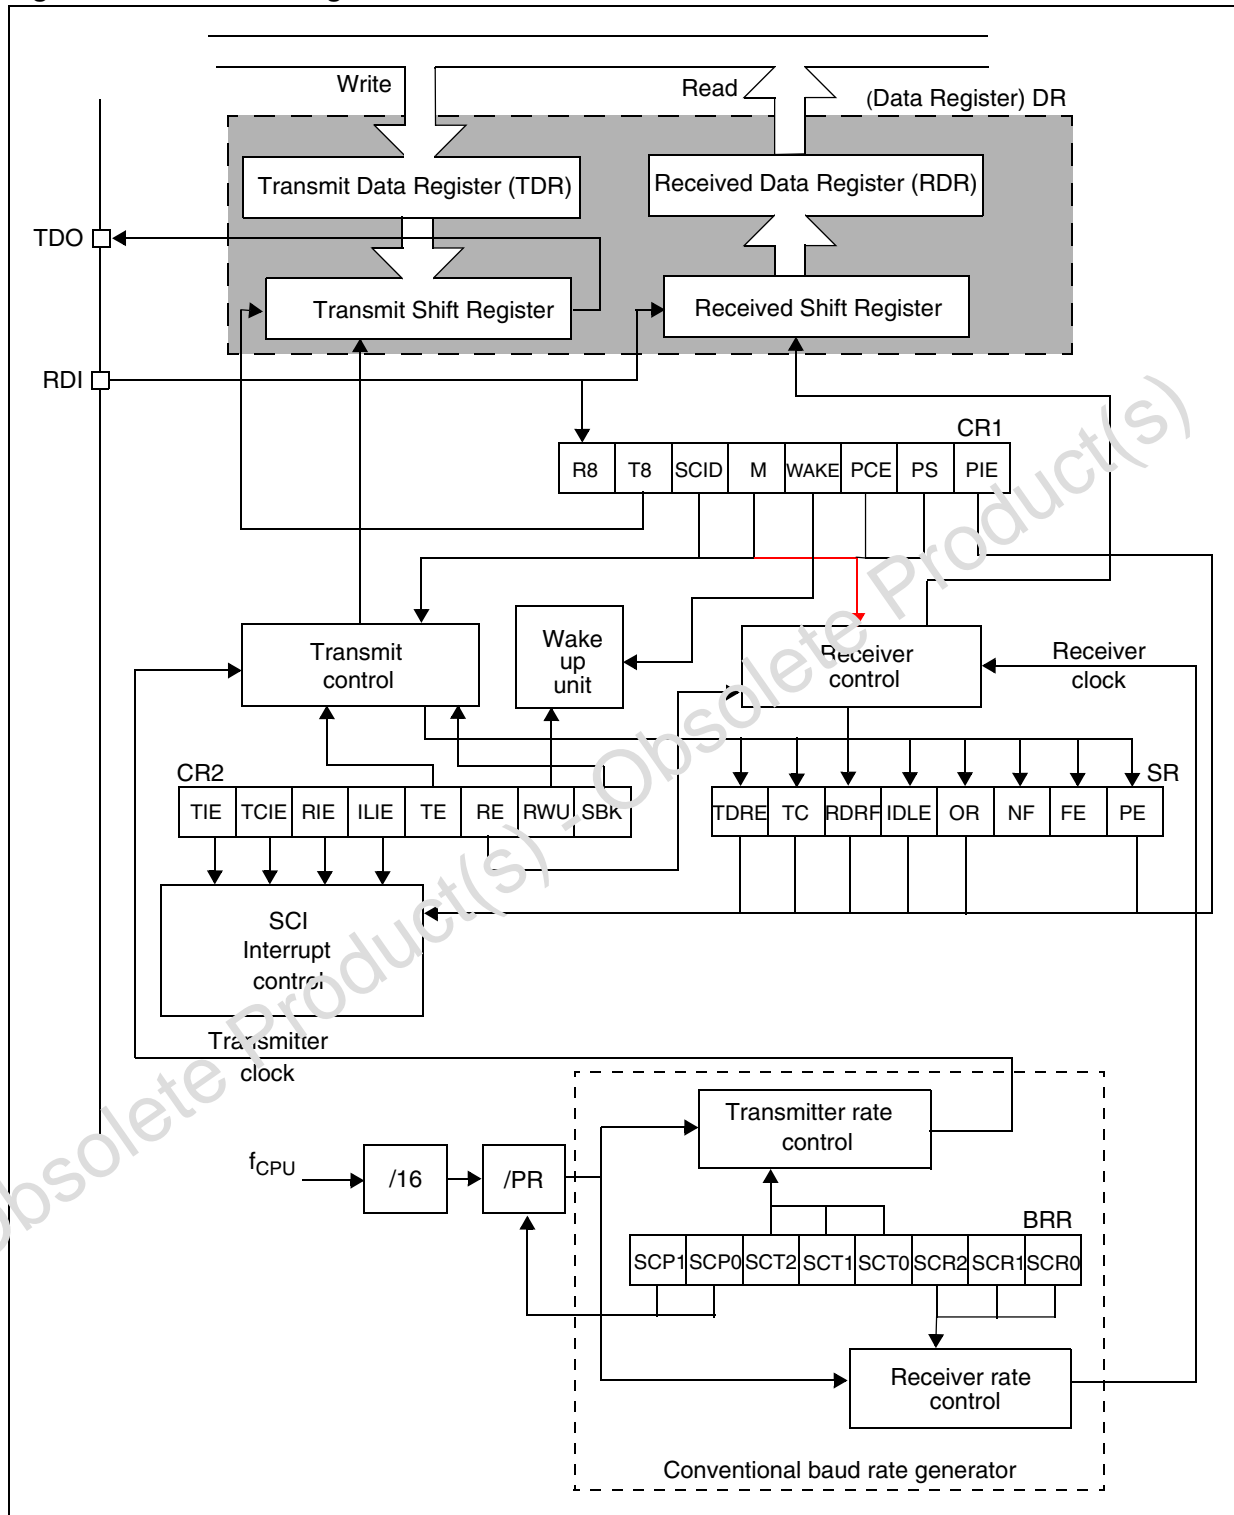 Write
Read
(Data Register) DR
Transmit Data Register (TDR)
Received Data Register (RDR)
TDO
Transmit Shift Register
Received Shift Register
RDI
CR1
R8 T8 SCID M WAKE PCE PS PIE
Transmit
control
Wake
up
unit
Receiver
control
Receiver
clock
CR2
SR
TIE TCIE RIE ILIE TE RE RWU SBK
TDRE TC RDRF IDLE OR NF FE PE
SCI
Interrupt
control
Transmitter
clock
Transmitter rate
control
fCPU
/16
/PR
BRR
SCP1 SCP0 SCT2 SCT1 SCT0 SCR2 SCR1 SCR0
Receiver rate
control
Conventional baud rate generator
Obsolete Product(s) - Obsolete Product(s)